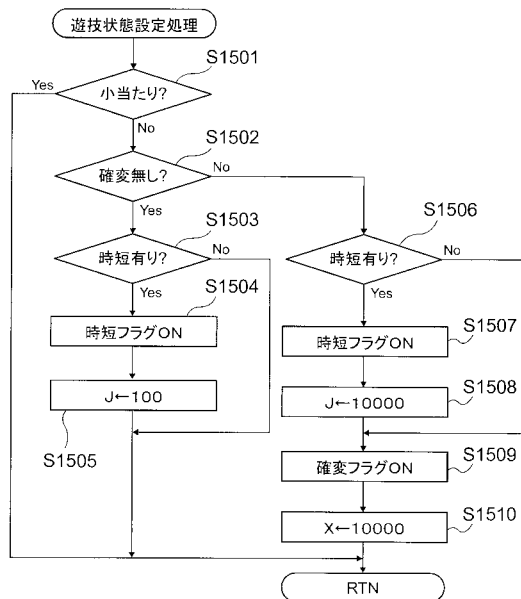 遊技状態設定処理
S1501
Yes
小当たり?
No
S1502
確変無し?
No
Yes
S1503
時短有り?
No
Yes
S1504
時短フラグON
J←100
S1505
S1506
時短有り?
No
Yes
S1507
時短フラグON
S1508
J←10000
S1509
確変フラグON
S1510
X←10000
RTN